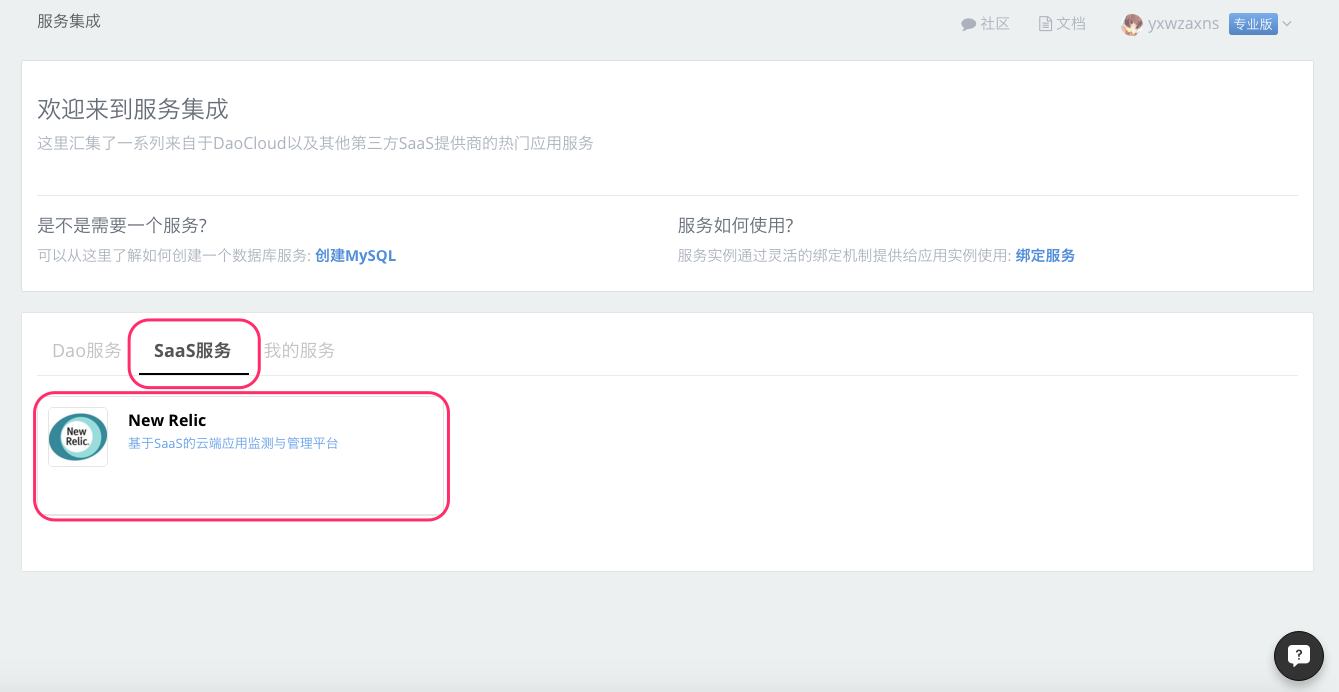 服务集成
社区 文档 yxwzaxns 专业版
欢迎来到服务集成
这里汇集了一系列来自于DaoCloud以及其他第三方SaaS提供商的热门应用服务
是不是需要一个服务?
可以从这里了解如何创建一个数据库服务: 创建MySQL
服务如何使用?
服务实例通过灵活的绑定机制提供给应用实例使用: 绑定服务
Dao服务 SaaS服务 我的服务
New
Relic.
New Relic
基于SaaS的云端应用监测与管理平台
?